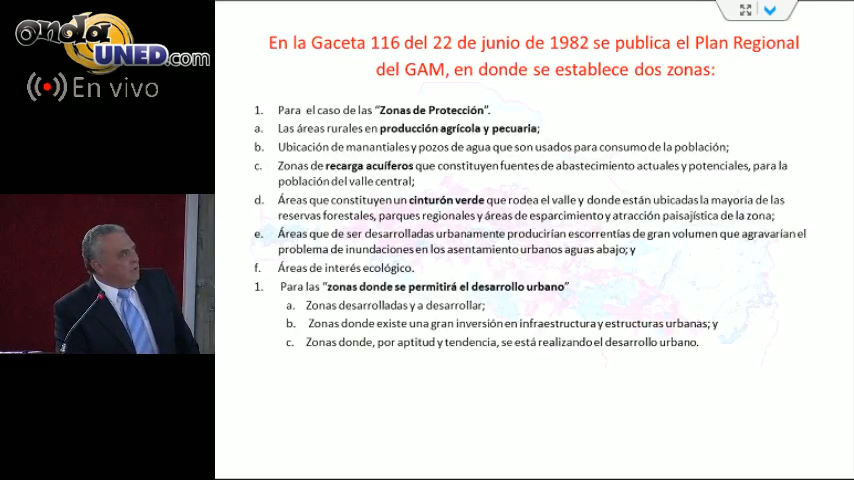 onda
UNED.com
En vivo
En la Gaceta 116 del 22 de junio de 1982 se publica el Plan Regional
del GAM, en donde se establece dos zonas:
1. Para el caso de las “Zonas de Protección”.
a. Las áreas rurales en producción agrícola y pecuaria;
b. Ubicación de manantiales y pozos de agua que son usados para consumo de la población;
c. Zonas de recarga acuíferos que constituyen fuentes de abastecimiento actuales y potenciales, para la
población del valle central;
d. Áreas que constituyen un cinturón verde que rodea el valle y donde están ubicadas la mayoría de las
reservas forestales, parques regionales y áreas de esparcimiento y atracción paisajística de la zona;
e. Áreas que de ser desarrolladas urbanamente producirían escorrentías de gran volumen que agravarían el
problema de inundaciones en los asentamiento urbanos aguas abajo; y
f. Áreas de interés ecológico.
1. Para las “zonas donde se permitirá el desarrollo urbano”
a. Zonas desarrolladas y a desarrollar;
b. Zonas donde existe una gran inversión en infraestructura y estructuras urbanas; y
c. Zonas donde, por aptitud y tendencia, se está realizando el desarrollo urbano.